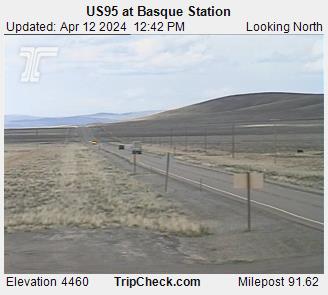 US95 at Basque Station
Updated: Apr 12 2024 12:42 PM Looking North
Elevation 4460 TripCheck.com Milepost 91.62